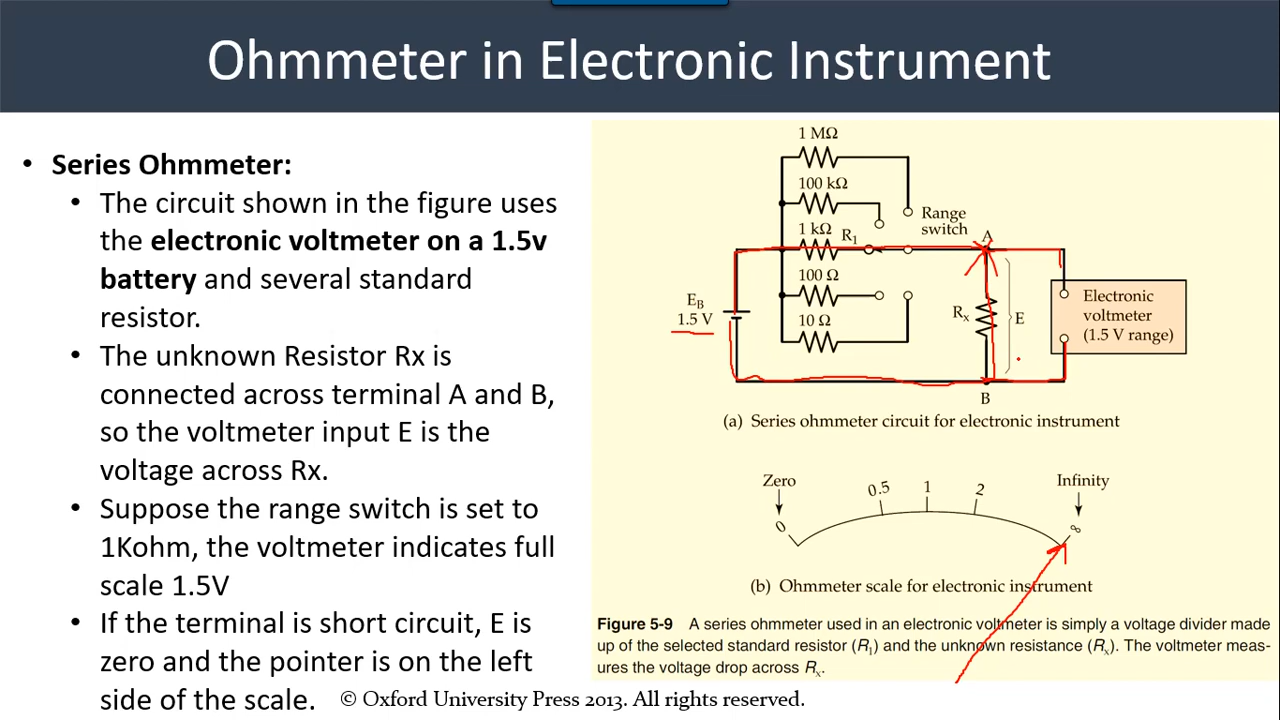 Ohmmeter in Electronic Instrument
• Series Ohmmeter:
• The circuit shown in the figure uses
the electronic voltmeter on a 1.5v
battery and several standard
resistor.
• The unknown Resistor Rx is
connected across terminal A and B,
so the voltmeter input E is the
voltage across Rx.
• Suppose the range switch is set to
1Kohm, the voltmeter indicates full
scale 1.5V
• If the terminal is short circuit, E is
zero and the pointer is on the left
side of the scale.
1 MΩ
100 kΩ
Range
switch
1 kΩ
R1
A
100 Ω
EB
1.5 V
10 Ω
Rx
E
Electronic
voltmeter
(1.5 V range)
B
(a) Series ohmmeter circuit for electronic instrument
Zero
Infinity
0
0.5
1
2
∞
(b) Ohmmeter scale for electronic instrument
Figure 5-9 A series ohmmeter used in an electronic voltmeter is simply a voltage divider made
up of the selected standard resistor (R1) and the unknown resistance (Rx). The voltmeter meas-
ures the voltage drop across Rx.
© Oxford University Press 2013. All rights reserved.